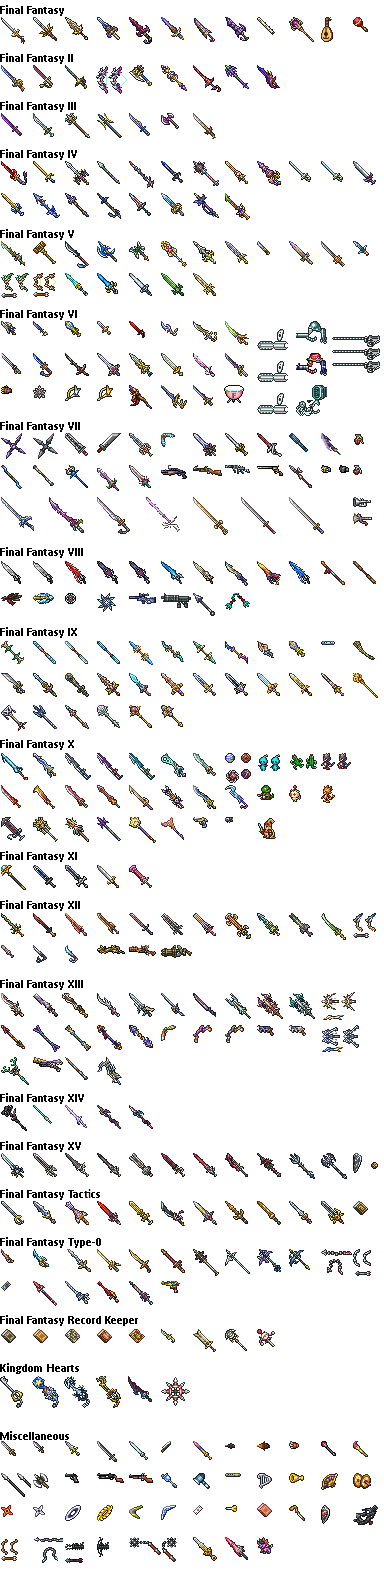 Final Fantasy
Final Fantasy II
Final Fantasy III
Final Fantasy IV
Final Fantasy V
Final Fantasy VI
Final Fantasy VII
Final Fantasy VIII
Final Fantasy IX
Final Fantasy X
Final Fantasy XI
Final Fantasy XII
Final Fantasy XIII
Final Fantasy XIV
Final Fantasy XV
Final Fantasy Tactics
Final Fantasy Type-0
Final Fantasy Record Keeper
Kingdom Hearts
Miscellaneous